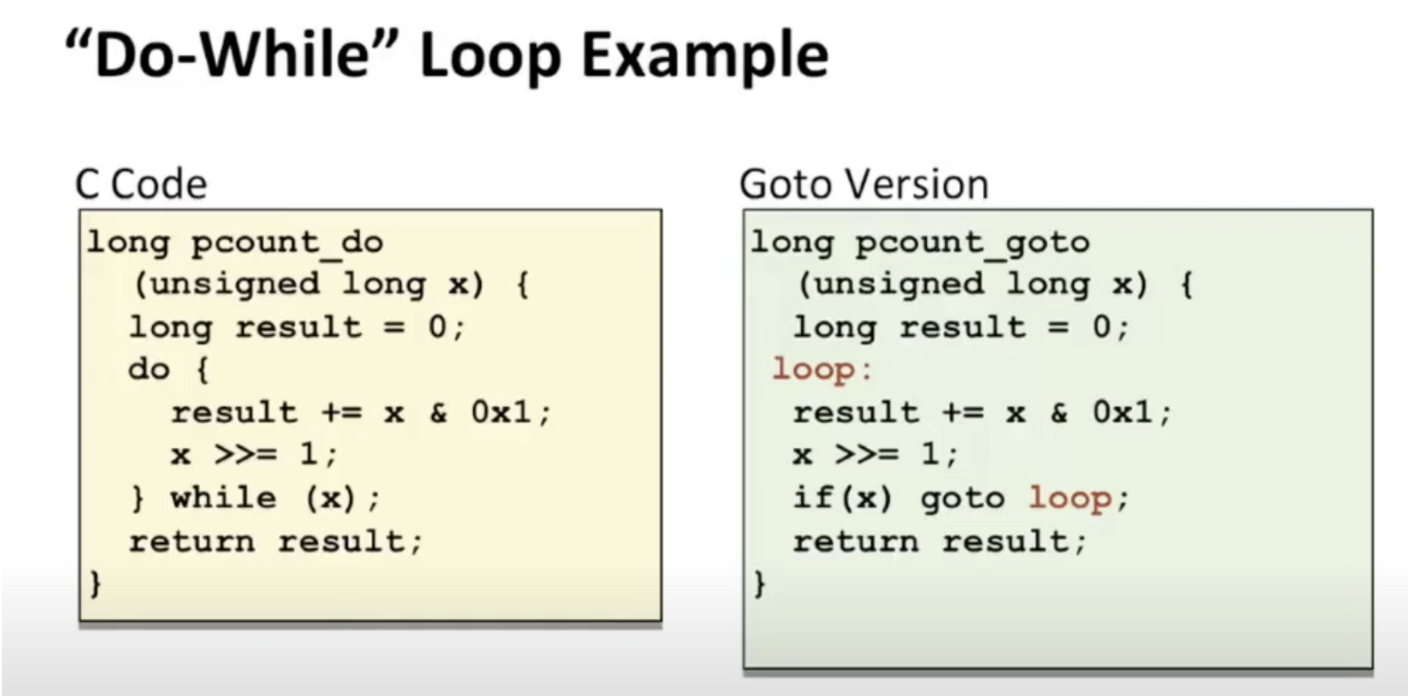 “Do-While” Loop Example
C Code
long pcount_do
(unsigned long x) {
long result = 0;
do {
result += x & 0x1;
x >>= 1;
} while (x);
return result;
}
Goto Version
long pcount_goto
(unsigned long x) {
long result = 0;
loop:
result += x & 0x1;
x >>= 1;
if(x) goto loop;
return result;
}